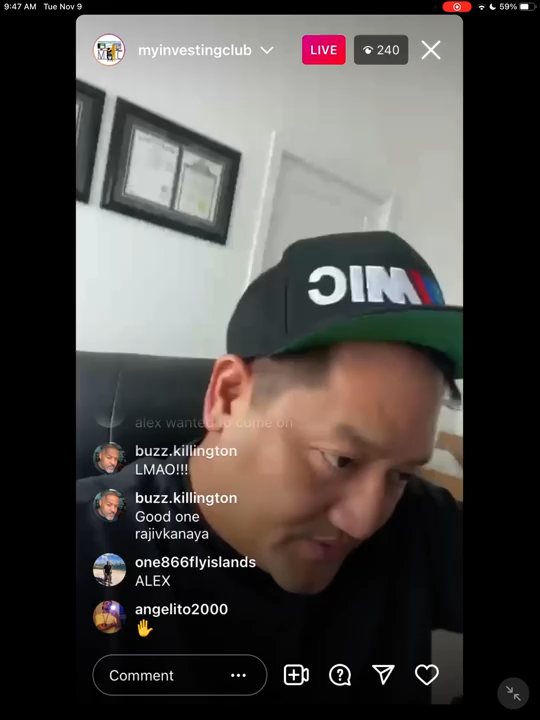 9:47 AM Tue Nov 9
59%
myinvestingclub
LIVE
240
MIC
alex wanted to come on
buzz.killington
LMAO!!!
buzz.killington
Good one
rajivkanaya
one866flyislands
ALEX
angelito2000
🖐
Comment